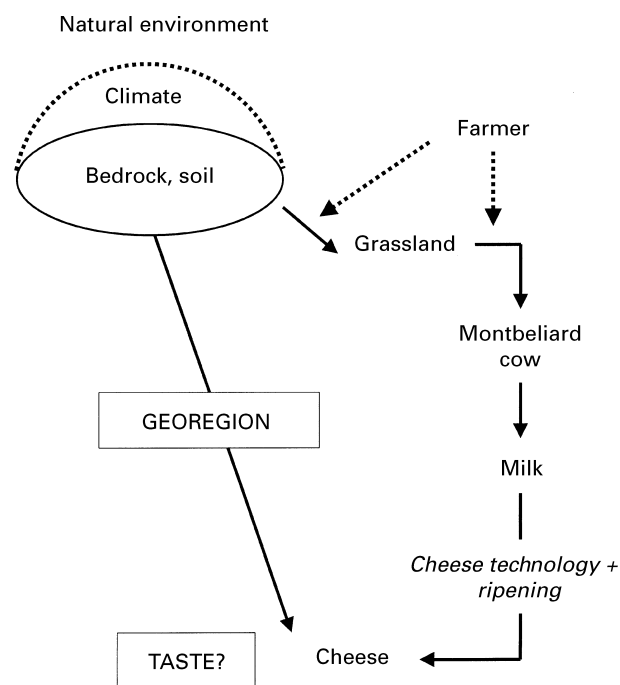 Natural environment
Climate
Bedrock, soil
Farmer
Grassland
Montbeliard
cow
GEOREGION
Milk
Cheese technology +
ripening
TASTE?
Cheese